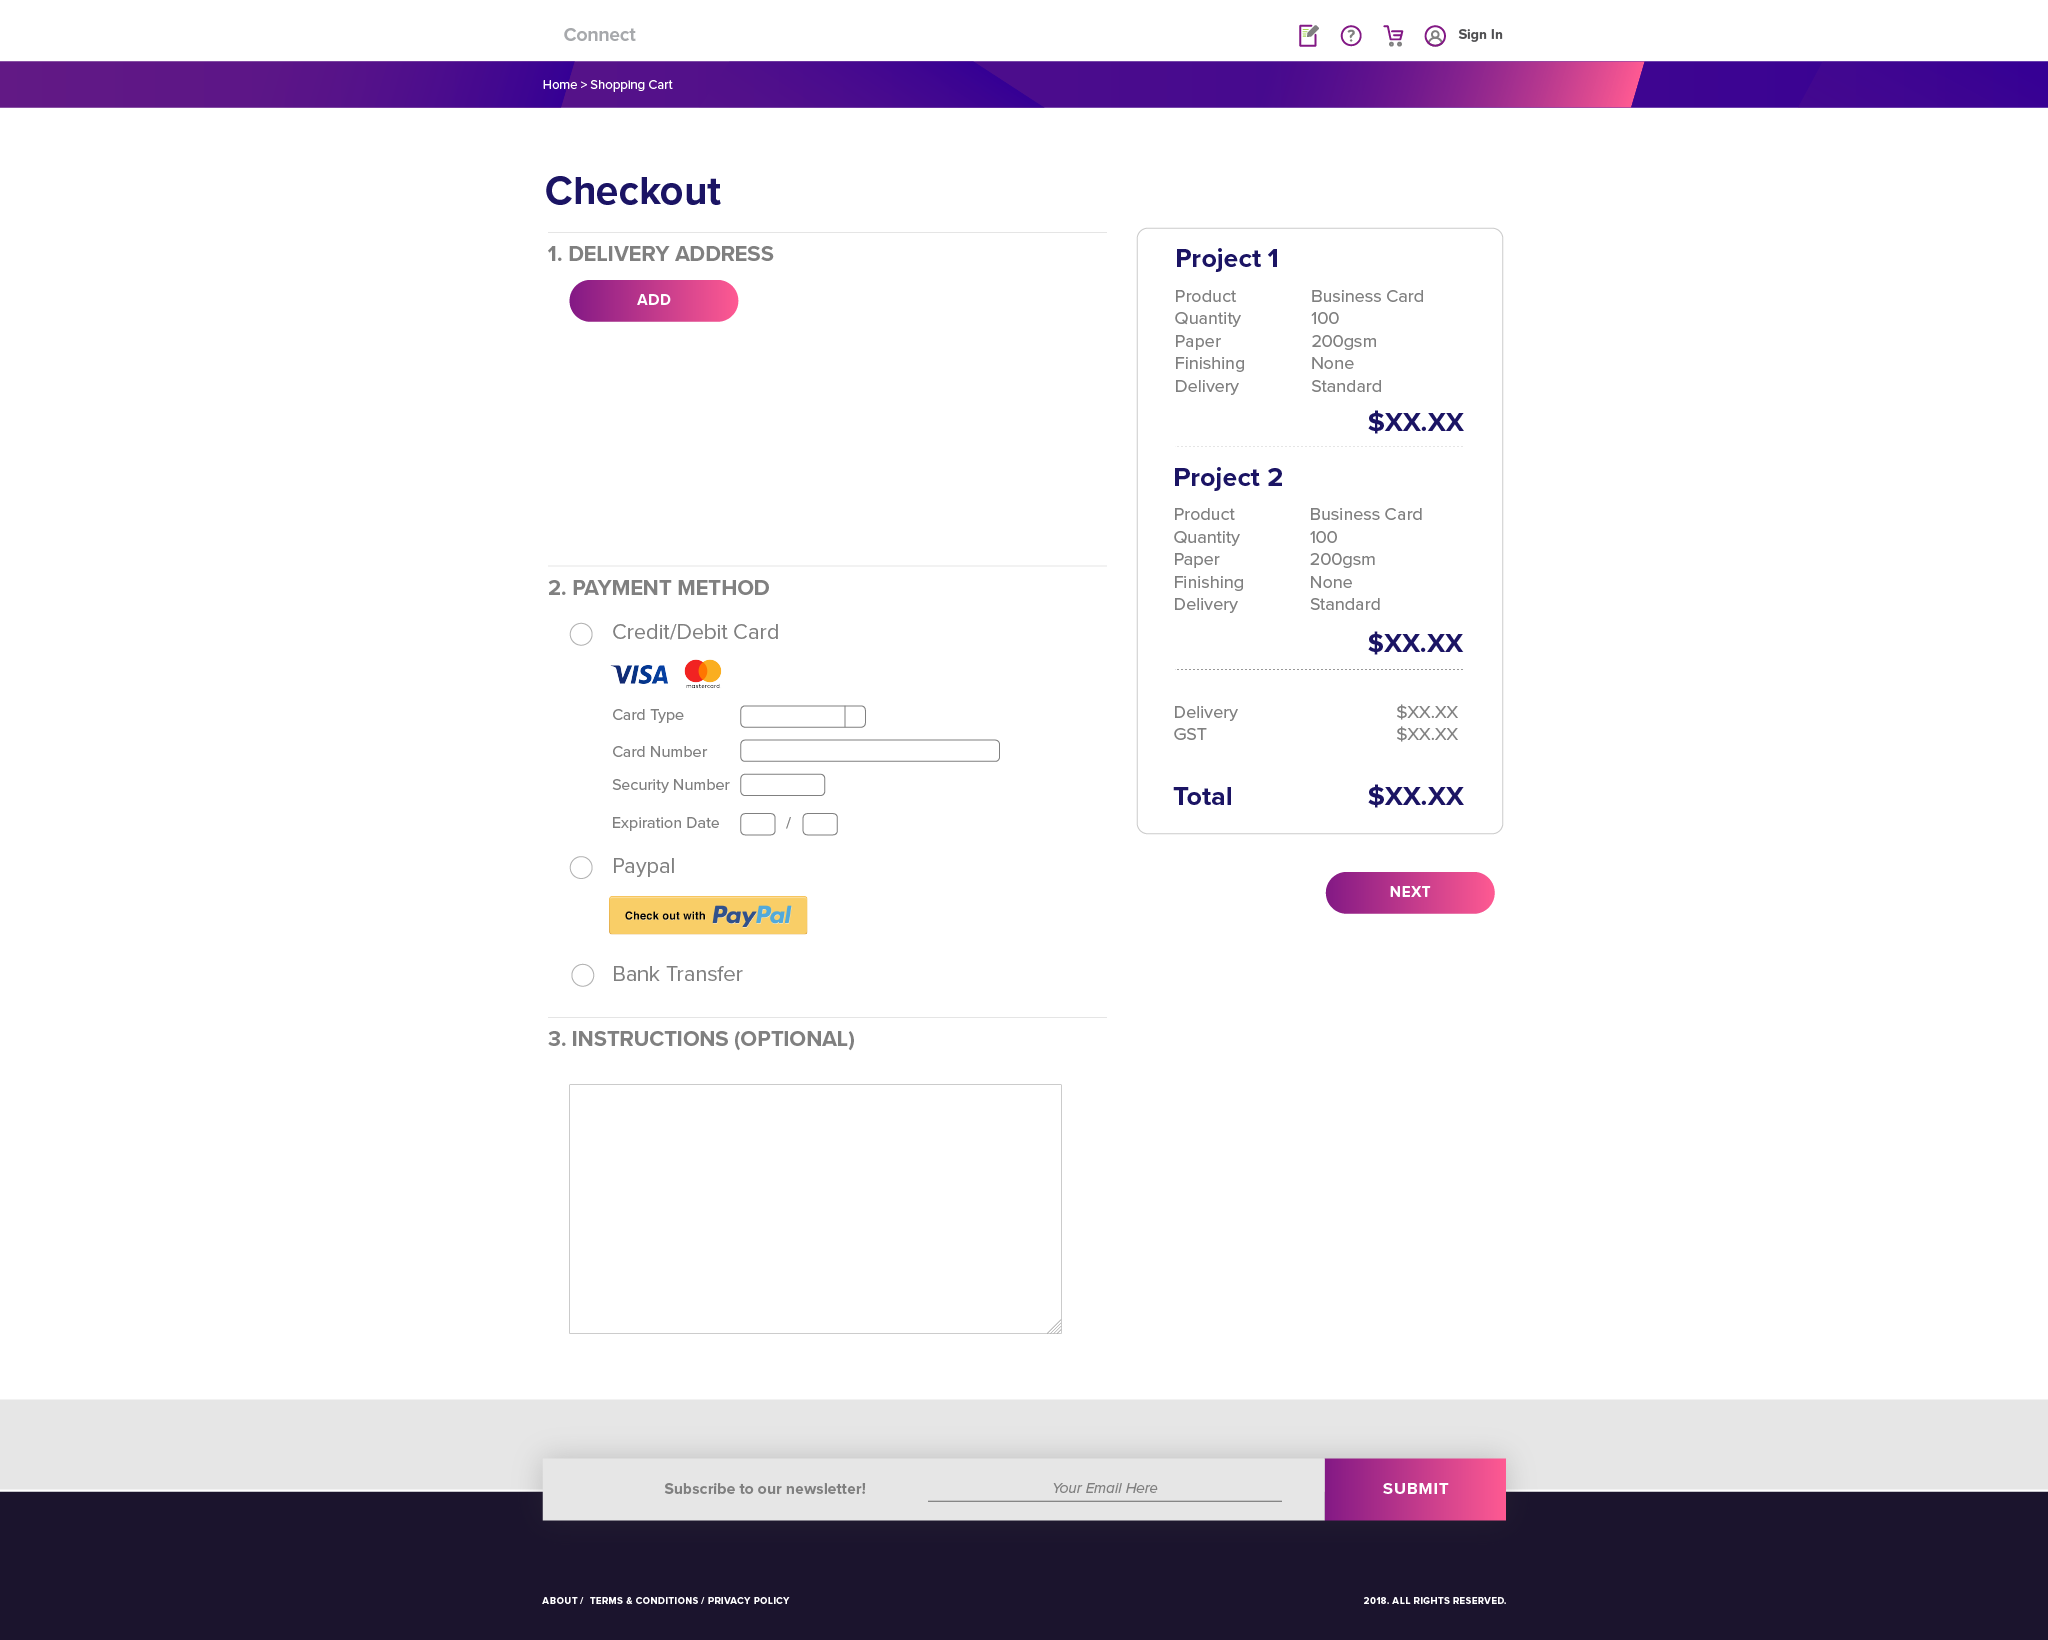 Connect
Sign In
Home > Shopping Cart
Checkout
1. DELIVERY ADDRESS
ADD
2. PAYMENT METHOD
Credit/Debit Card
VISA
mastercard
Card Type
Card Number
Security Number
Expiration Date /
Paypal
Check out with PayPal
Bank Transfer
3. INSTRUCTIONS (OPTIONAL)
Project 1
Product Business Card
Quantity 100
Paper 200gsm
Finishing None
Delivery Standard
$XX.XX
Project 2
Product Business Card
Quantity 100
Paper 200gsm
Finishing None
Delivery Standard
$XX.XX
Delivery $XX.XX
GST $XX.XX
Total $XX.XX
NEXT
Subscribe to our newsletter! Your Email Here SUBMIT
ABOUT / TERMS & CONDITIONS / PRIVACY POLICY
2018. ALL RIGHTS RESERVED.